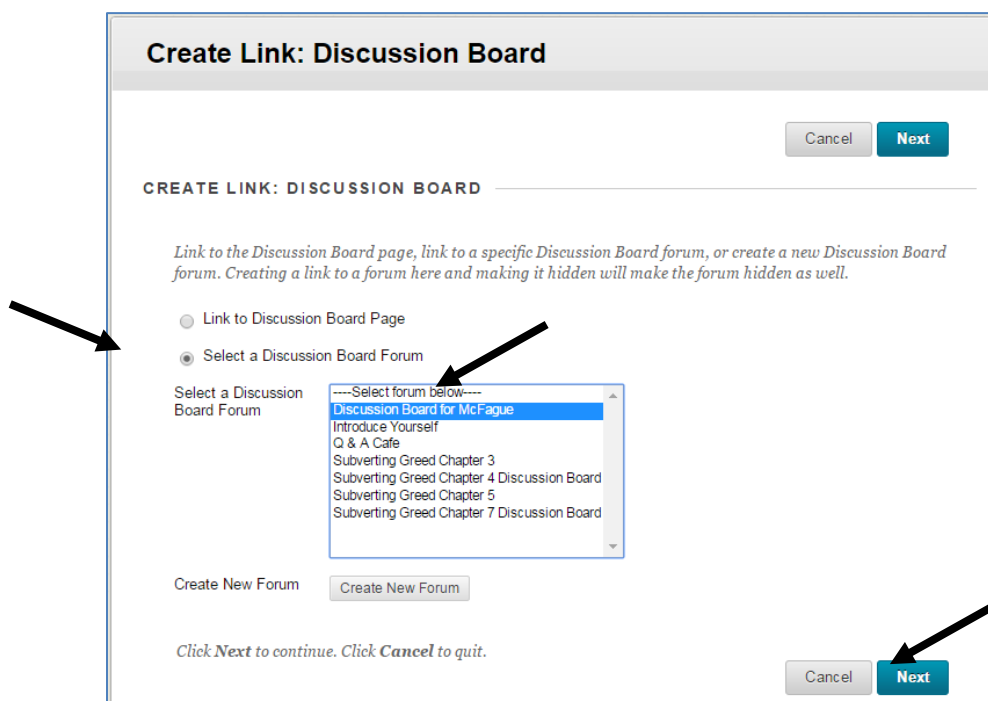 Create Link: Discussion Board
Cancel
Next
CREATE LINK: DISCUSSION BOARD
Link to the Discussion Board page, link to a specific Discussion Board forum, or create a new Discussion Board
forum. Creating a link to a forum here and making it hidden will make the forum hidden as well.
Link to Discussion Board Page
Select a Discussion Board Forum
Select a Discussion
Board Forum
----Select forum below----
Discussion Board for McFague
Introduce Yourself
Q & A Cafe
Subverting Greed Chapter 3
Subverting Greed Chapter 4 Discussion Board
Subverting Greed Chapter 5
Subverting Greed Chapter 7 Discussion Board
Create New Forum
Create New Forum
Click Next to continue. Click Cancel to quit.
Cancel
Next